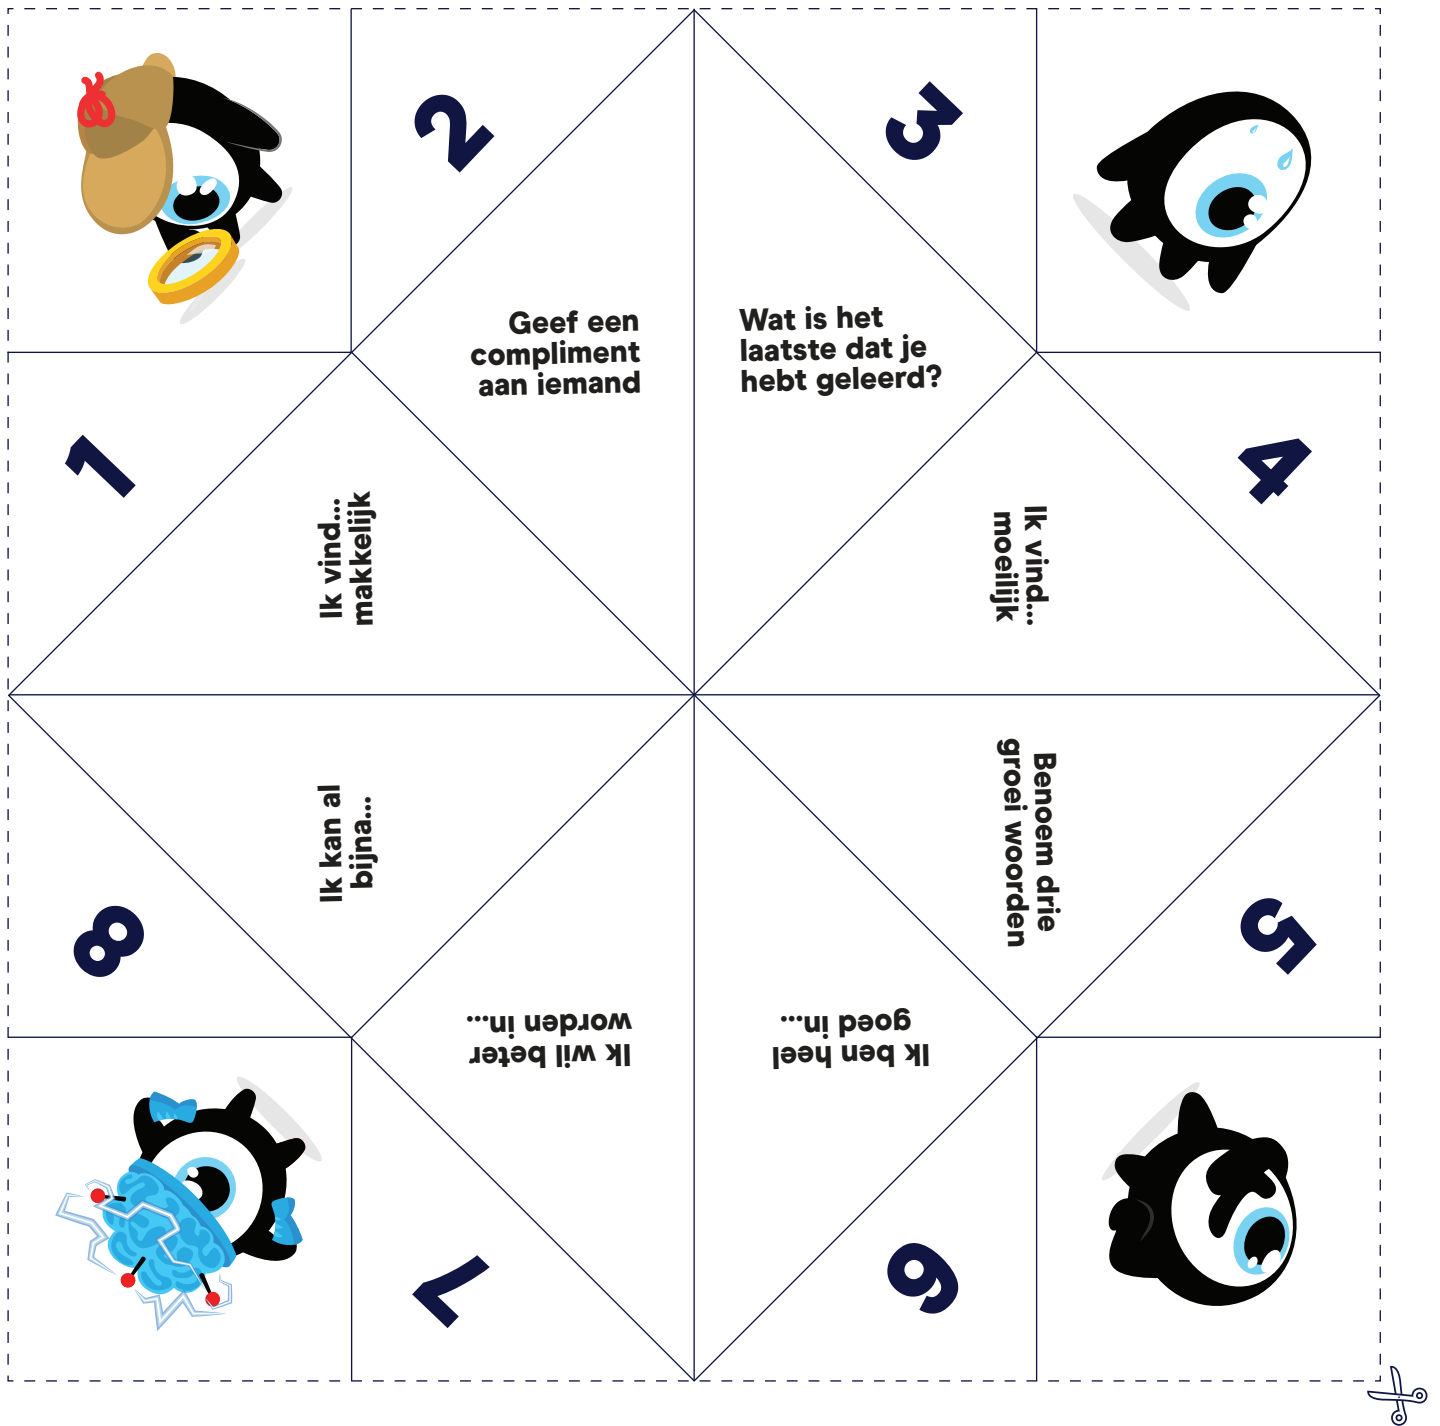 2
3
Geef een
compliment
aan iemand
Wat is het
laatste dat je
hebt geleerd?
1
4
Ik vind...
makkelijk
Ik vind...
moeilijk
Ik kan al
bijna...
Benoem drie
groei woorden
8
5
Ik wil beter
worden in...
Ik ben heel
goed in...
7
6